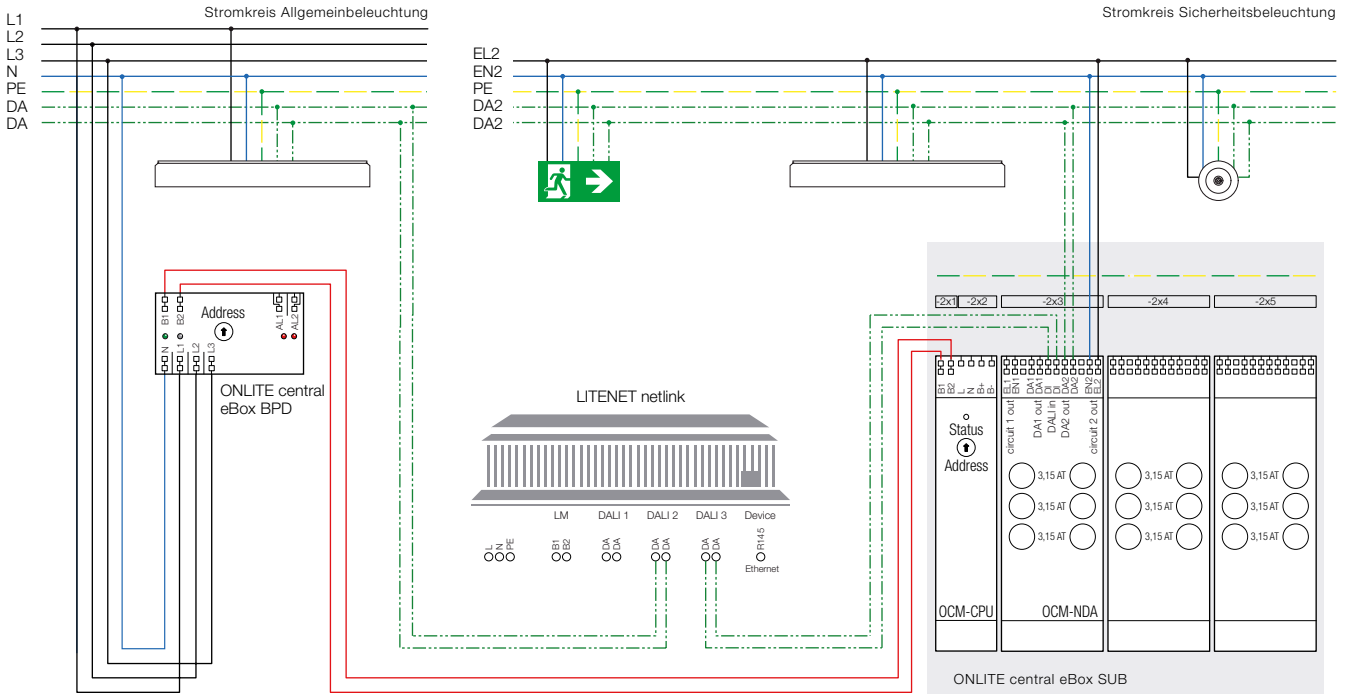 Stromkreis Allgemeinbeleuchtung
L1
L2
L3
N
PE
DA
DA
Stromkreis Sicherheitsbeleuchtung
EL2
EN2
PE
DA2
DA2
B1
B2
Address
AL1
AL2
N
L1
L2
L3
ONLITE central
eBox BPD
LITENET netlink
LM
DALI 1
DALI 2
DALI 3
Device
L
N
PE
B1
B2
DA
DA
DA
DA
DA
DA
R145
Ethernet
-2x1
-2x2
-2x3
-2x4
-2x5
B1
B2
L
N
B+
B-
Status
Address
OCM-CPU
EL1
EN1
DA1
DA1
DI
DI
DA2
DA2
EN2
EL2
circuit 1 out
DA1 out
DALI in
DA2 out
circuit 2 out
3,15 AT
3,15 AT
3,15 AT
3,15 AT
3,15 AT
3,15 AT
3,15 AT
3,15 AT
3,15 AT
OCM-NDA
ONLITE central eBox SUB